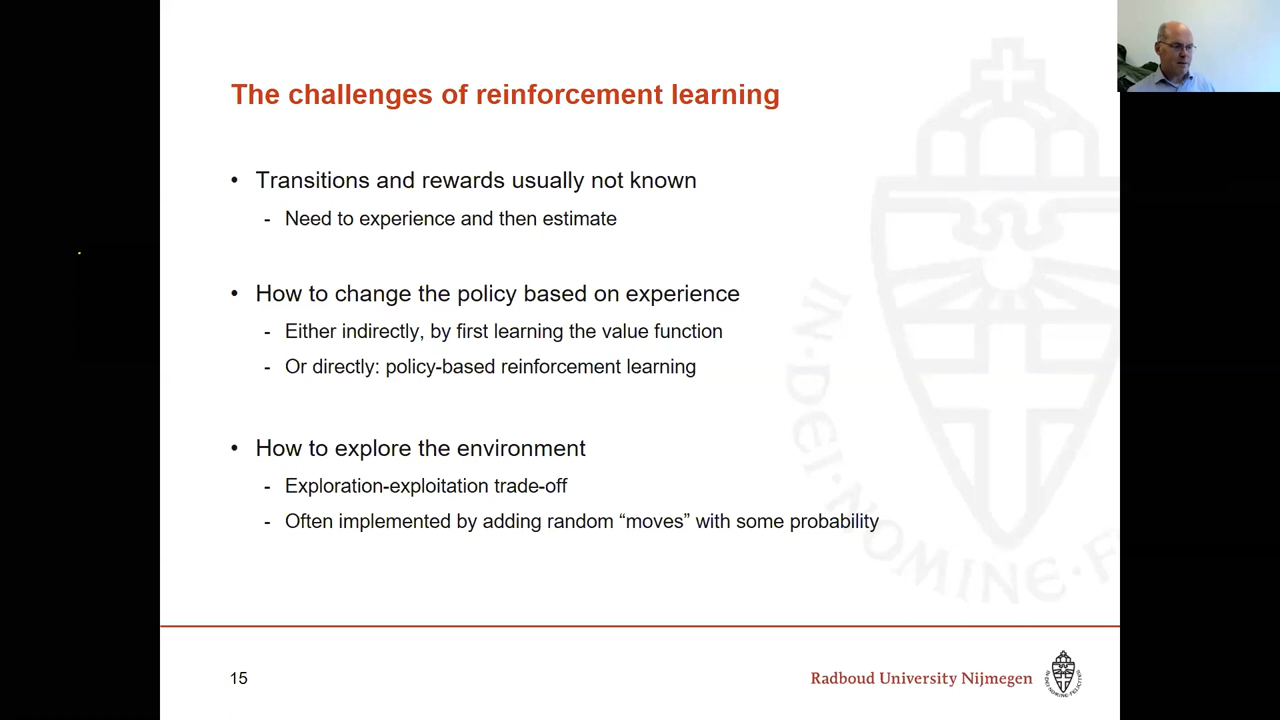 The challenges of reinforcement learning
• Transitions and rewards usually not known
- Need to experience and then estimate
• How to change the policy based on experience
- Either indirectly, by first learning the value function
- Or directly: policy-based reinforcement learning
• How to explore the environment
- Exploration-exploitation trade-off
- Often implemented by adding random “moves” with some probability
IN·DEI·NOMINE·F
15
Radboud University Nijmegen